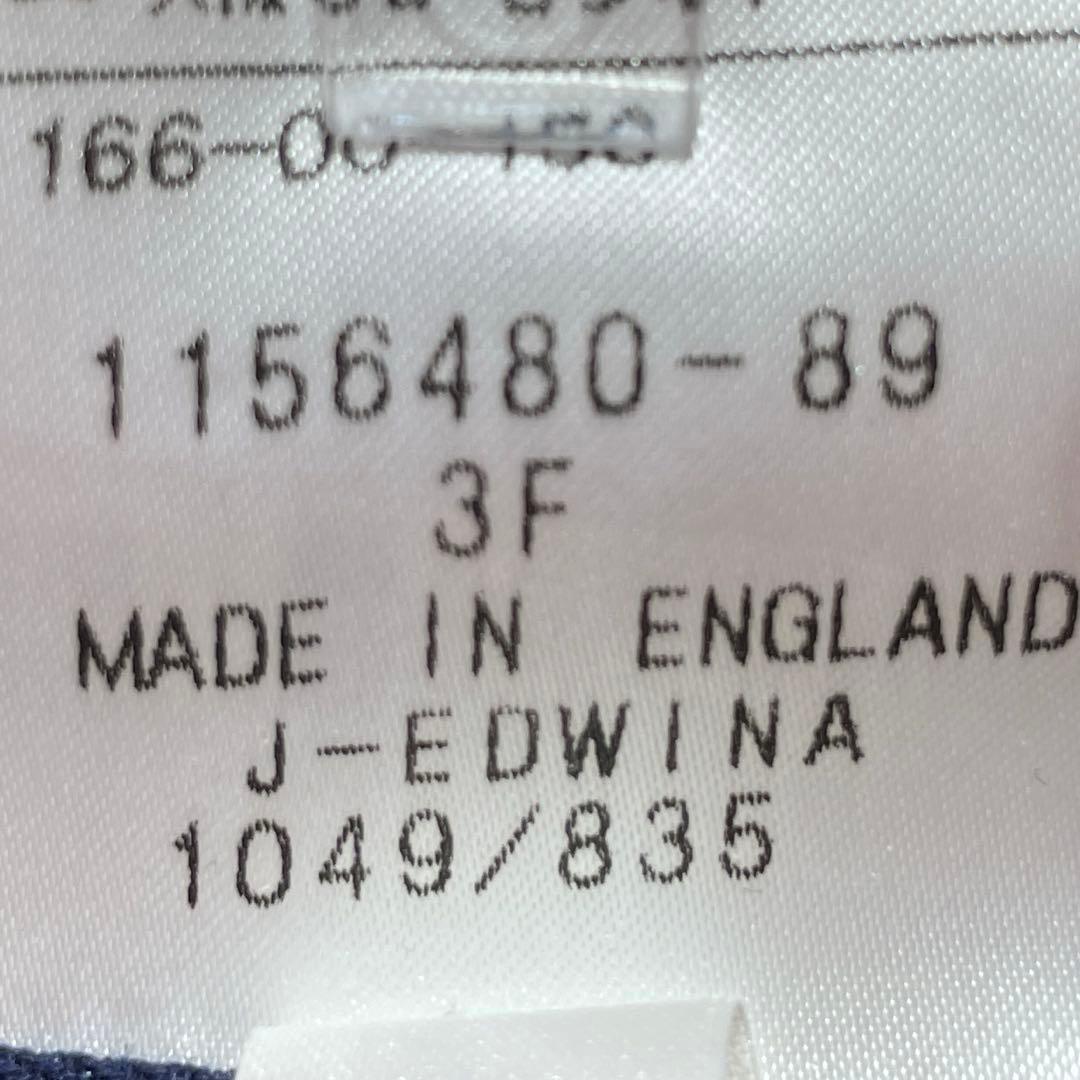 1156480-89
3F
MADE IN ENGLAND
J-EDWINA
1049/835